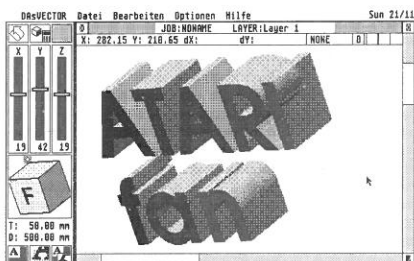 DAsVECTOR Datei Bearbeiten Optionen Hilfe Sun 21/11
JOB:NONAME LAYER:Layer 1
X: 282.15 Y: 210.65 dX: dY: NONE 0
X Y Z
19 42 19
ATARI
fan
F
T: 50.00 mm
D: 500.00 mm
A